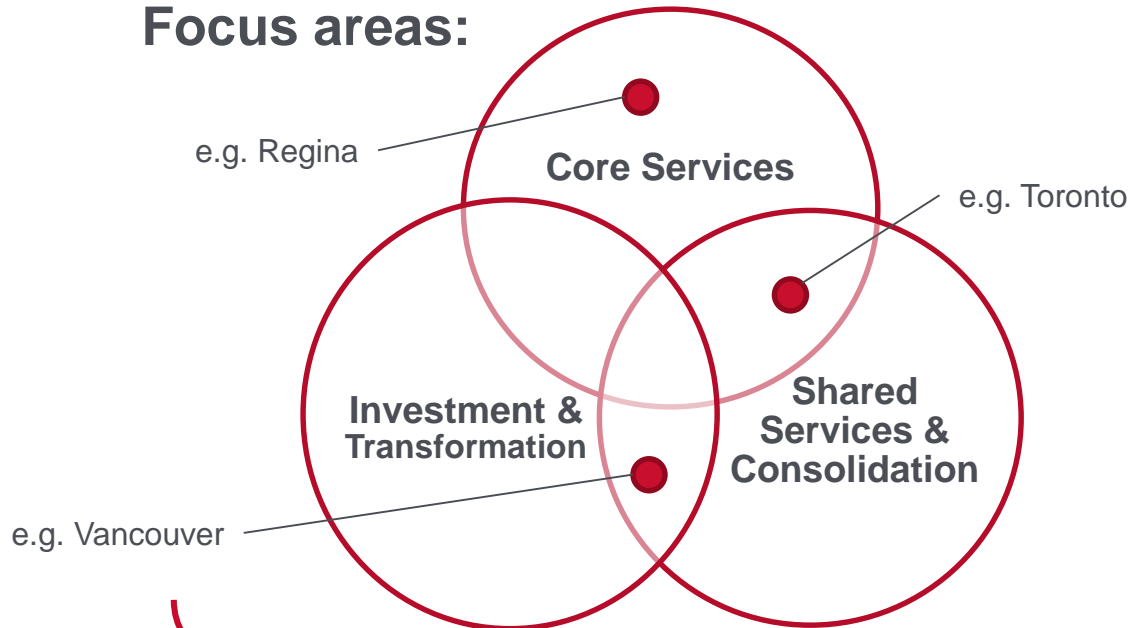 Focus areas:
e.g. Regina
Core Services
e.g. Toronto
Investment &
Transformation
Shared
Services &
Consolidation
e.g. Vancouver